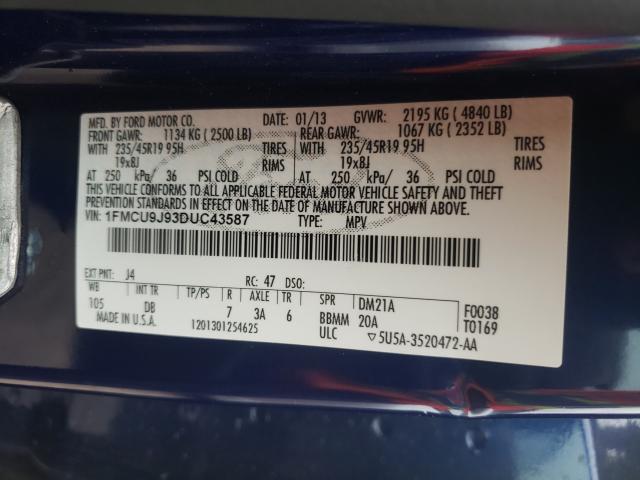 MFD. BY FORD MOTOR CO. DATE: 01/13 GVWR: 2195 KG ( 4840 LB)
FRONT GAWR: 1134 KG ( 2500 LB) REAR GAWR: 1067 KG ( 2352 LB)
WITH 235/45R19 95H TIRES WITH 235/45R19 95H TIRES
19x8J RIMS 19x8J RIMS
AT 250 kPa/ 36 PSI COLD AT 250 kPa/ 36 PSI COLD
THIS VEHICLE CONFORMS TO ALL APPLICABLE FEDERAL MOTOR VEHICLE SAFETY AND THEFT
PREVENTION STANDARDS IN EFFECT ON THE DATE OF MANUFACTURE SHOWN ABOVE.
VIN: 1FMCU9J93DUC43587 TYPE: MPV
EXT PNT: J4 RC: 47 DSO:
WB INT TR TP/PS R AXLE TR SPR DM21A F0038
105 DB 7 3A 6 BBMM 20A T0169
MADE IN U.S.A. 1201301254625 ULC ▽5U5A-3520472-AA